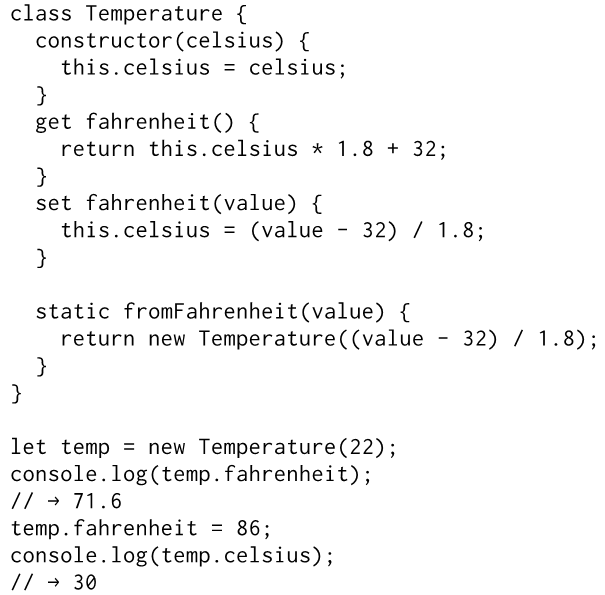 class Temperature {
  constructor(celsius) {
    this.celsius = celsius;
  }
  get fahrenheit() {
    return this.celsius * 1.8 + 32;
  }
  set fahrenheit(value) {
    this.celsius = (value - 32) / 1.8;
  }

  static fromFahrenheit(value) {
    return new Temperature((value - 32) / 1.8);
  }
}

let temp = new Temperature(22);
console.log(temp.fahrenheit);
// → 71.6
temp.fahrenheit = 86;
console.log(temp.celsius);
// → 30